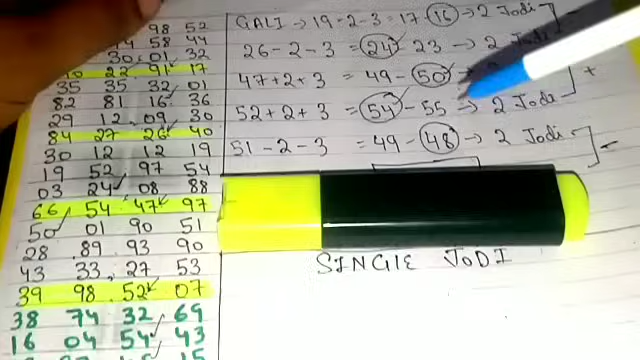 98 52
44 58 44
30 01 32
10 22 91 17
35 35 32 01
82 81 16 36
29 12 09 30
84 27 26 40
30 12 12 19
19 52 97 54
03 24 08 88
66 54 47 97
50 01 90 51
28 89 93 90
43 33 27 53
39 98 52 07
38 74 32 69
16 04 54 43
15
GALI → 19-2-3 = 17 16 → 2 Jodi
26-2-3 = 24 - 23 → 2 Jodi
47+2+3 = 49 - 50
52+2+3 = 54 - 55 → 2 Jodi
51-2-3 = 49 - 48 → 2 Jodi
+
-
SINGLE JODI